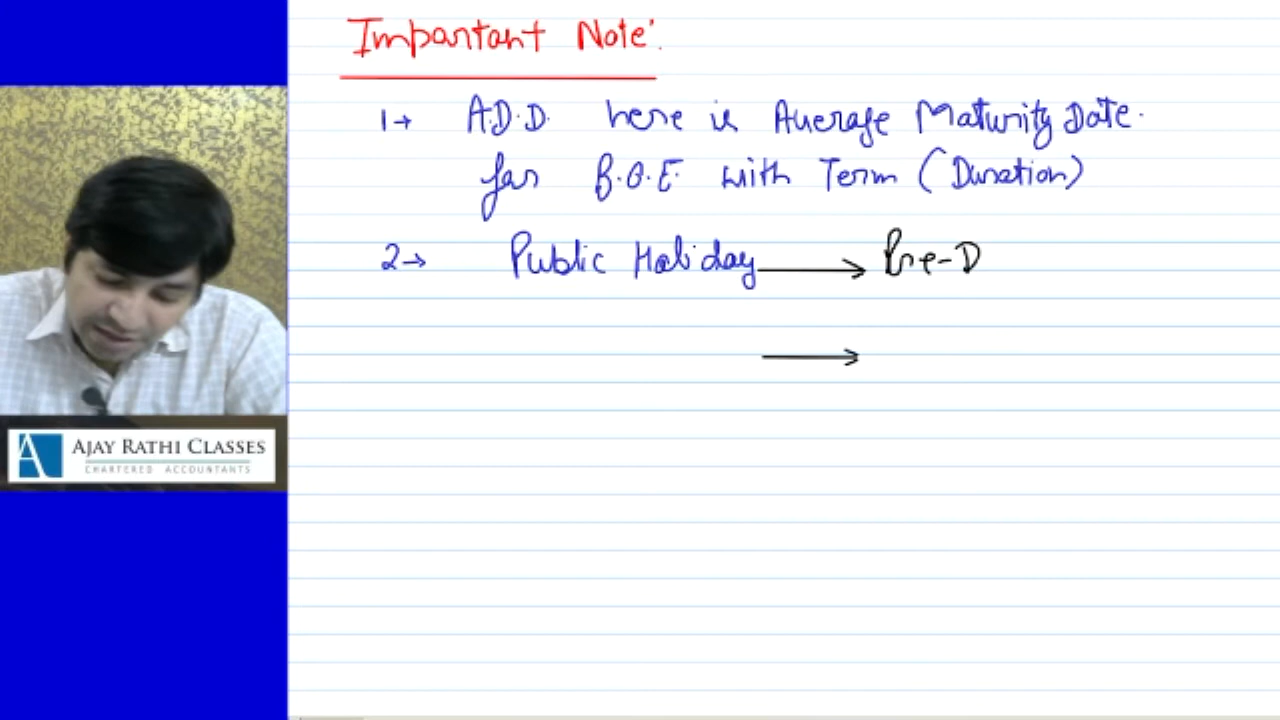 Important Note:
1→ A.D.D. here is Average Maturity Date.
for B.O.E. with Term (Duration)
2→ Public Holiday → Pre-D
→
AJAY RATHI CLASSES
CHARTERED ACCOUNTANTS